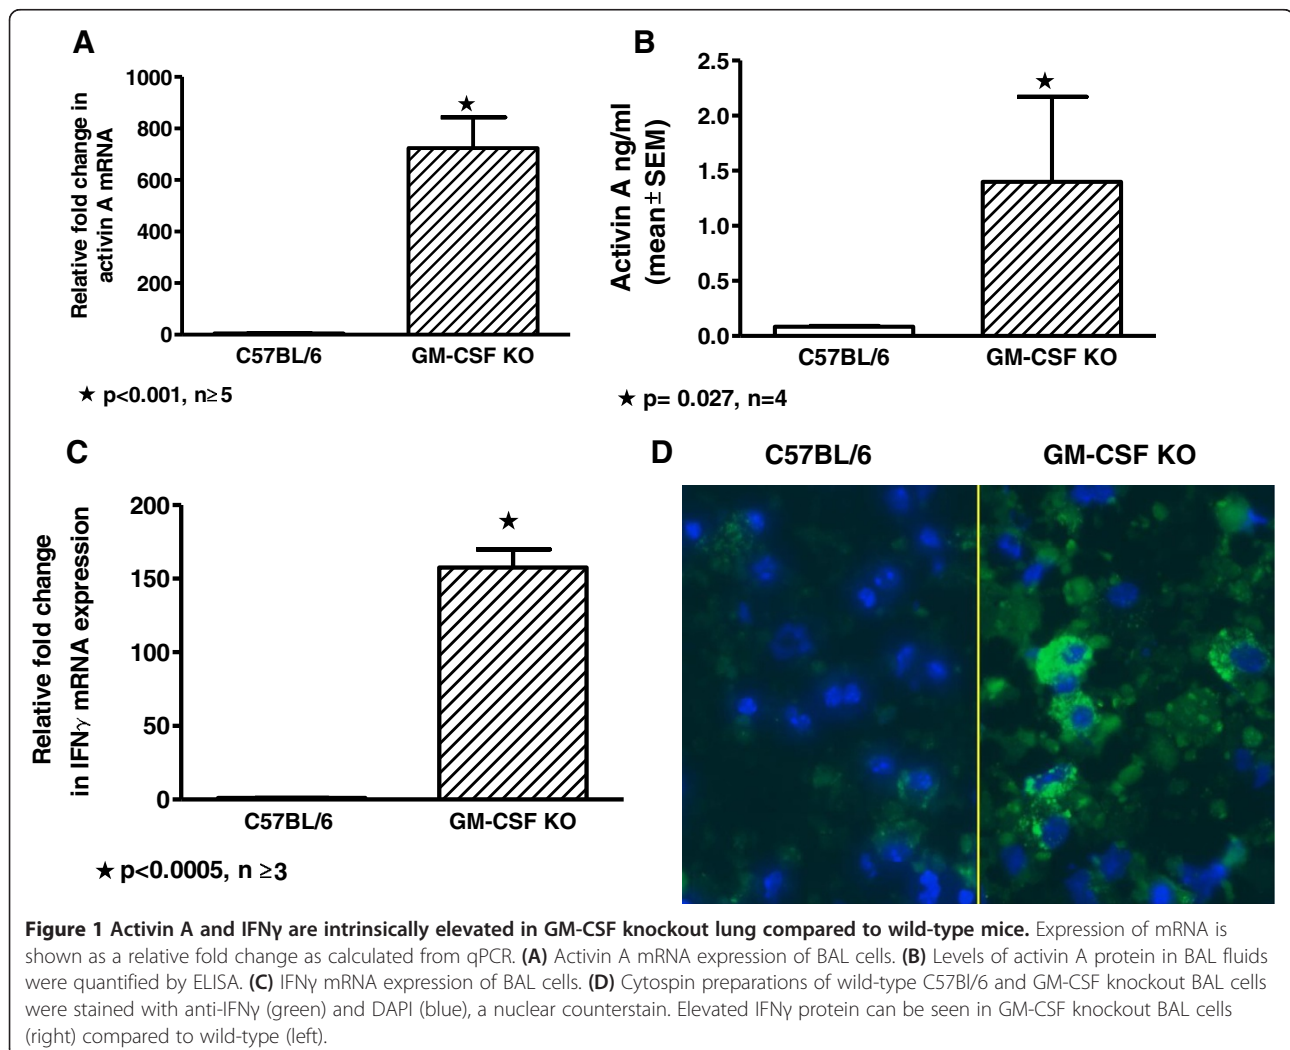 A
Relative fold change in
activin A mRNA
1000
800
600
400
200
0
★
C57BL/6 GM-CSF KO
★ p<0.001, n≥5
B
Activin A ng/ml
(mean± SEM)
2.5
2.0
1.5
1.0
0.5
0.0
★
C57BL/6 GM-CSF KO
★ p= 0.027, n=4
C
Relative fold change
in IFNγ mRNA expression
200
150
100
50
0
★
C57BL/6 GM-CSF KO
★ p<0.0005, n ≥3
D
C57BL/6 GM-CSF KO
Figure 1 Activin A and IFNγ are intrinsically elevated in GM-CSF knockout lung compared to wild-type mice. Expression of mRNA is
shown as a relative fold change as calculated from qPCR. (A) Activin A mRNA expression of BAL cells. (B) Levels of activin A protein in BAL fluids
were quantified by ELISA. (C) IFNγ mRNA expression of BAL cells. (D) Cytospin preparations of wild-type C57Bl/6 and GM-CSF knockout BAL cells
were stained with anti-IFNγ (green) and DAPI (blue), a nuclear counterstain. Elevated IFNγ protein can be seen in GM-CSF knockout BAL cells
(right) compared to wild-type (left).